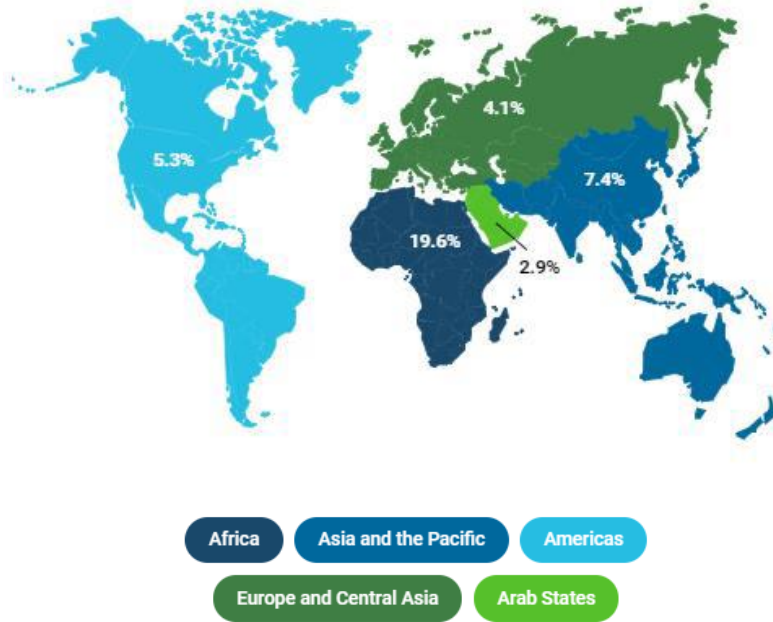 4.1%
5.3%
7.4%
19.6%
2.9%
Africa
Asia and the Pacific
Americas
Europe and Central Asia
Arab States